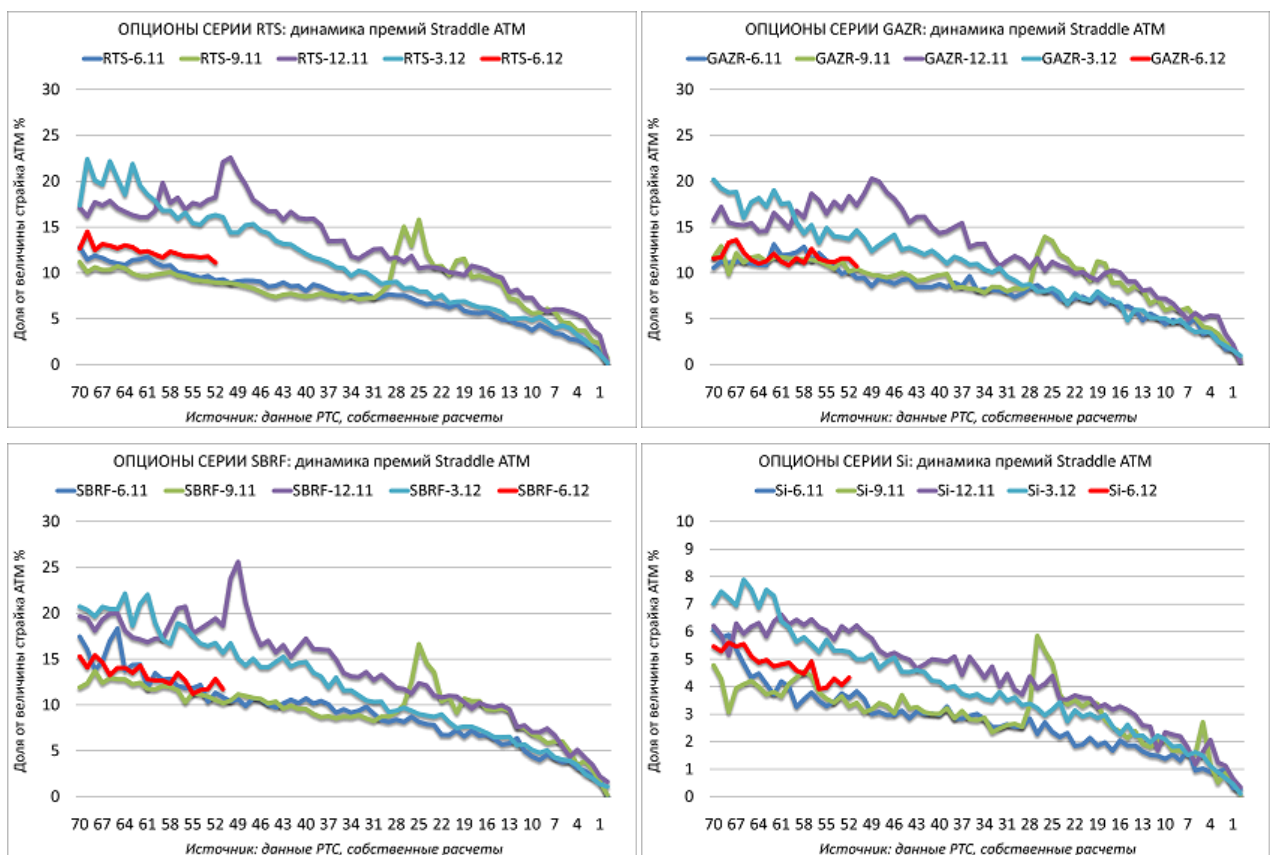 ОПЦИОНЫ СЕРИИ RTS: динамика премий Straddle ATM
RTS-6.11 RTS-9.11 RTS-12.11 RTS-3.12 RTS-6.12
Доля от величины страйка АТМ %
30
25
20
15
10
5
0
70 67 64 61 58 55 52 49 46 43 40 37 34 31 28 25 22 19 16 13 10 7 4 1
Источник: данные РТС, собственные расчеты
ОПЦИОНЫ СЕРИИ GAZR: динамика премий Straddle ATM
GAZR-6.11 GAZR-9.11 GAZR-12.11 GAZR-3.12 GAZR-6.12
Доля от величины страйка АТМ %
30
25
20
15
10
5
0
70 67 64 61 58 55 52 49 46 43 40 37 34 31 28 25 22 19 16 13 10 7 4 1
Источник: данные РТС, собственные расчеты
ОПЦИОНЫ СЕРИИ SBRF: динамика премий Straddle ATM
SBRF-6.11 SBRF-9.11 SBRF-12.11 SBRF-3.12 SBRF-6.12
Доля от величины страйка АТМ %
30
25
20
15
10
5
0
70 67 64 61 58 55 52 49 46 43 40 37 34 31 28 25 22 19 16 13 10 7 4 1
Источник: данные РТС, собственные расчеты
ОПЦИОНЫ СЕРИИ Si: динамика премий Straddle ATM
Si-6.11 Si-9.11 Si-12.11 Si-3.12 Si-6.12
Доля от величины страйка АТМ %
10
9
8
7
6
5
4
3
2
1
0
70 67 64 61 58 55 52 49 46 43 40 37 34 31 28 25 22 19 16 13 10 7 4 1
Источник: данные РТС, собственные расчеты